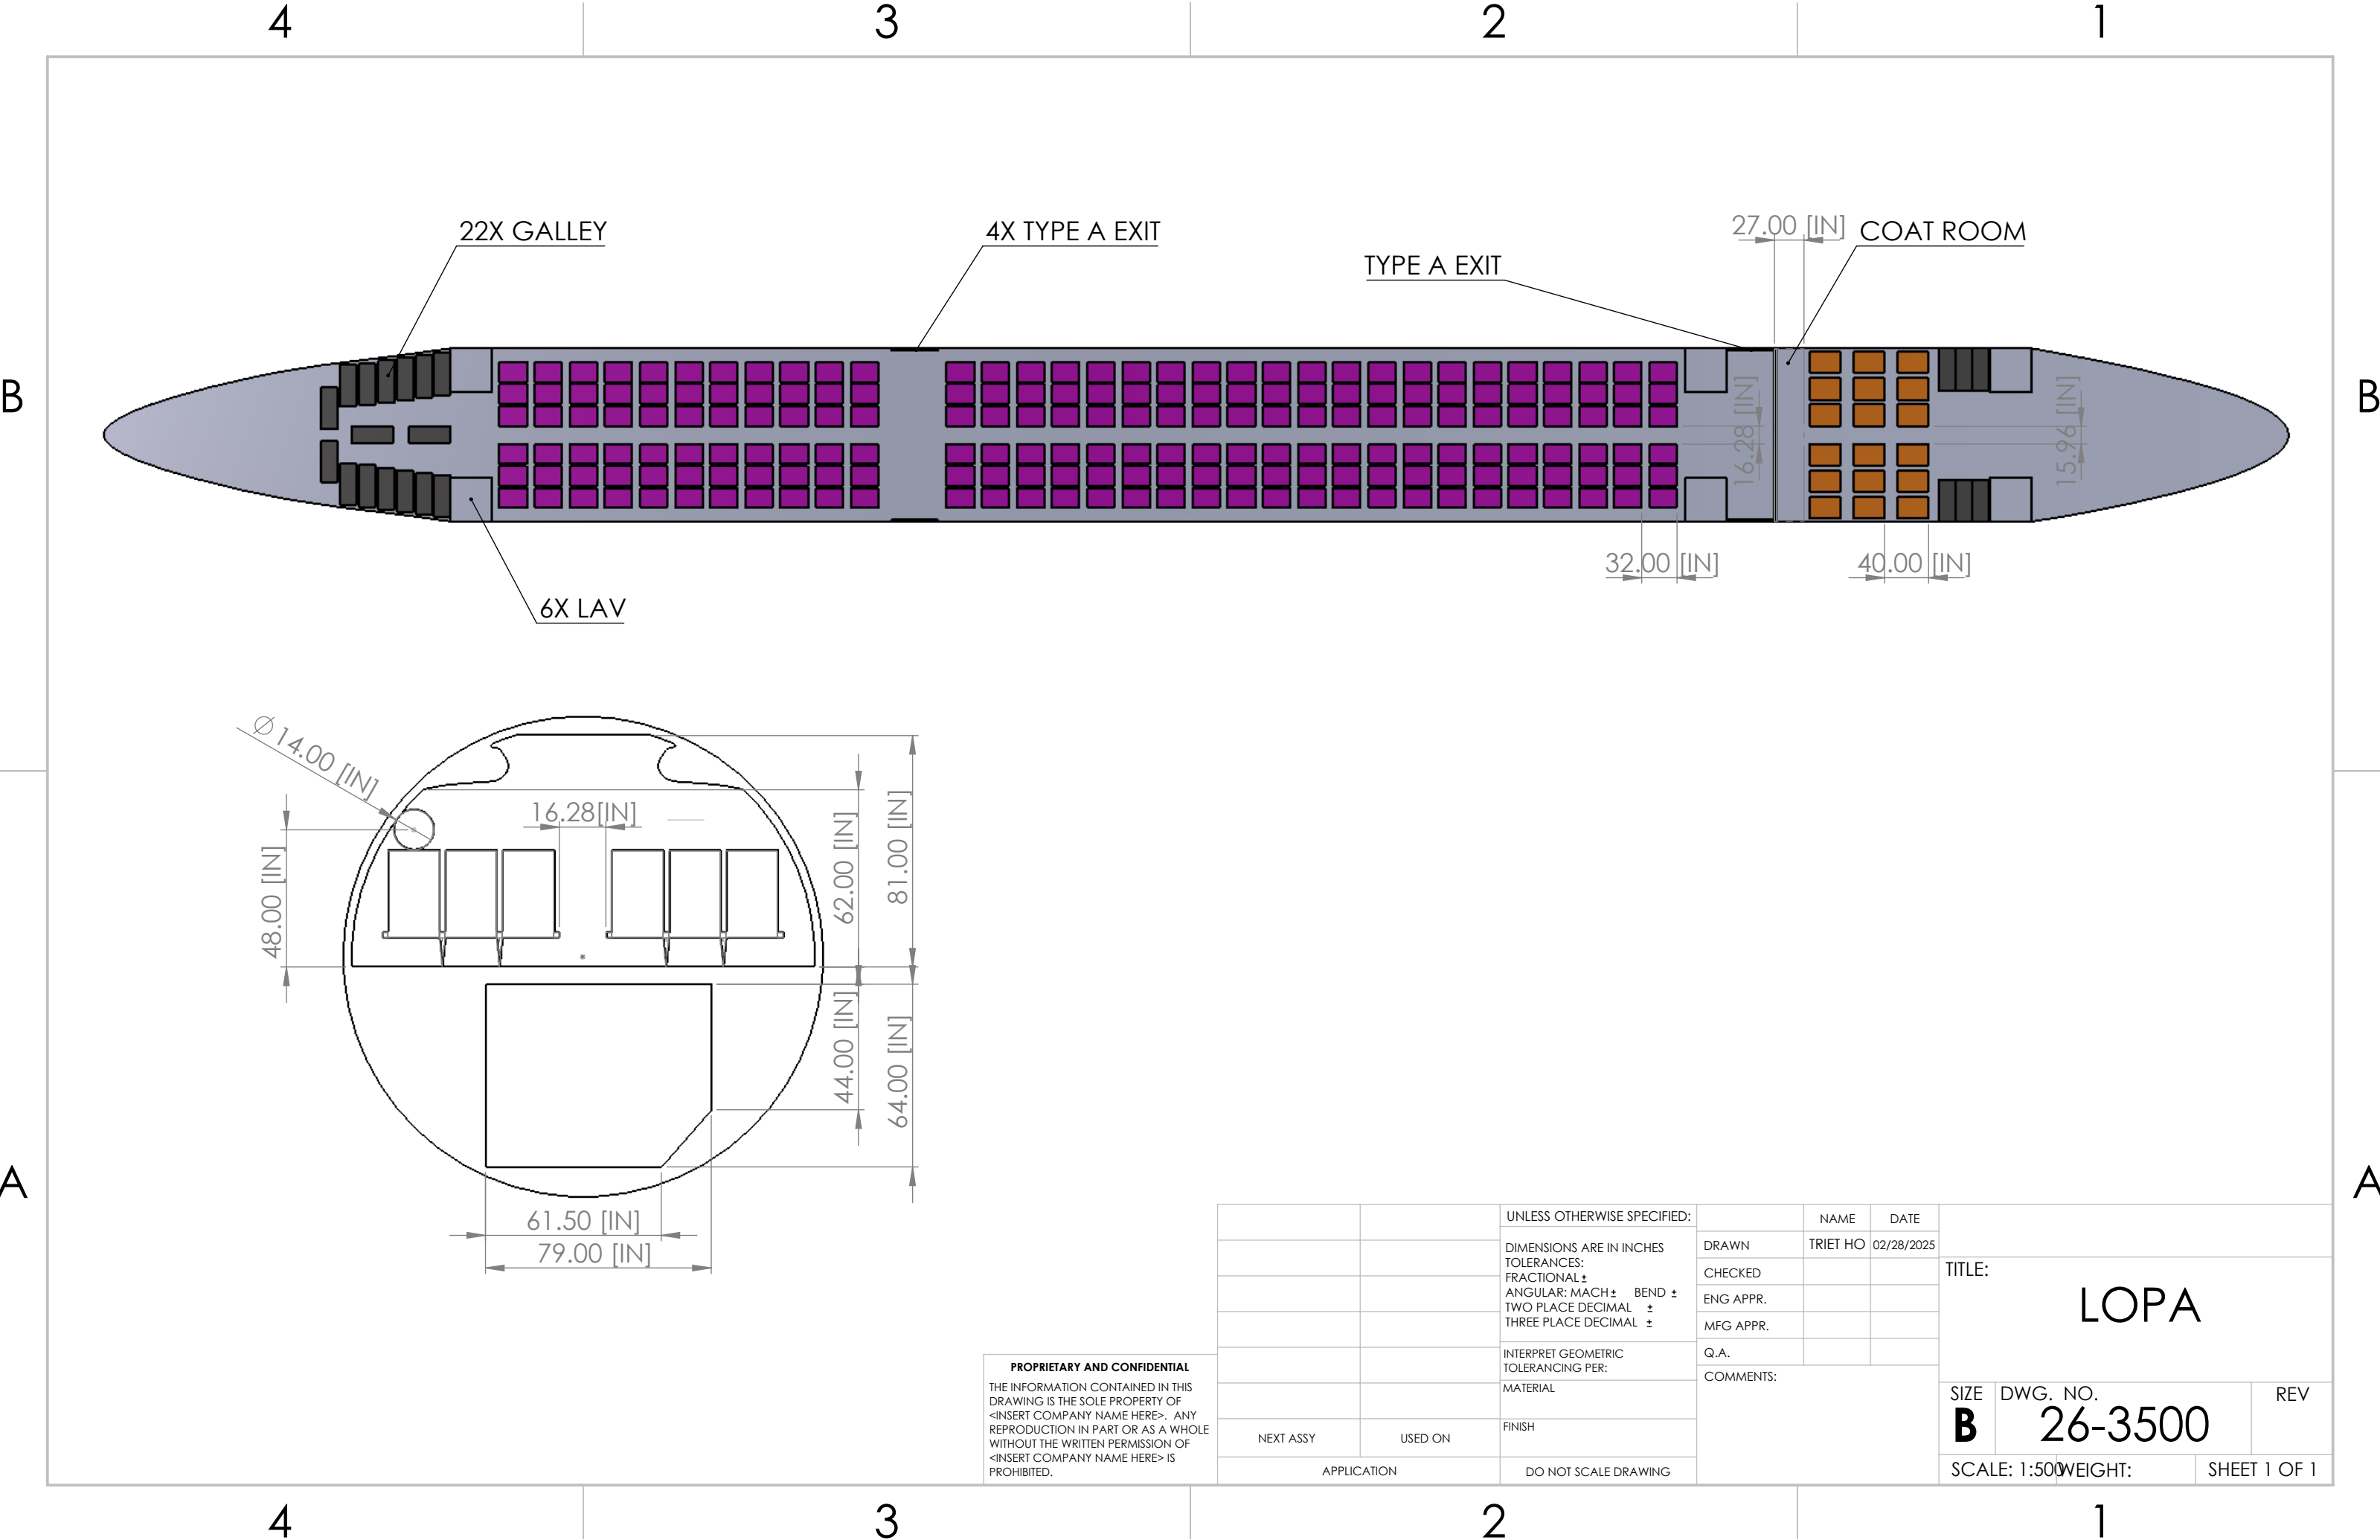 4 3 2 1
22X GALLEY
4X TYPE A EXIT
27.00 [IN]
COAT ROOM
TYPE A EXIT
B
B
16.28 [IN]
15.96 [IN]
32.00 [IN]
40.00 [IN]
6X LAV
∅ 14.00 [IN]
16.28[IN]
48.00 [IN]
62.00 [IN]
81.00 [IN]
44.00 [IN]
64.00 [IN]
61.50 [IN]
79.00 [IN]
A
A
PROPRIETARY AND CONFIDENTIAL
THE INFORMATION CONTAINED IN THIS
DRAWING IS THE SOLE PROPERTY OF
<INSERT COMPANY NAME HERE>. ANY
REPRODUCTION IN PART OR AS A WHOLE
WITHOUT THE WRITTEN PERMISSION OF
<INSERT COMPANY NAME HERE> IS
PROHIBITED.
NEXT ASSY
USED ON
APPLICATION
UNLESS OTHERWISE SPECIFIED:
DIMENSIONS ARE IN INCHES
TOLERANCES:
FRACTIONAL ±
ANGULAR: MACH ± BEND ±
TWO PLACE DECIMAL ±
THREE PLACE DECIMAL ±
INTERPRET GEOMETRIC
TOLERANCING PER:
MATERIAL
FINISH
DO NOT SCALE DRAWING
NAME DATE
DRAWN TRIET HO 02/28/2025
CHECKED
ENG APPR.
MFG APPR.
Q.A.
COMMENTS:
TITLE:
LOPA
SIZE DWG. NO. REV
B 26-3500
SCALE: 1:500 WEIGHT: SHEET 1 OF 1
4 3 2 1